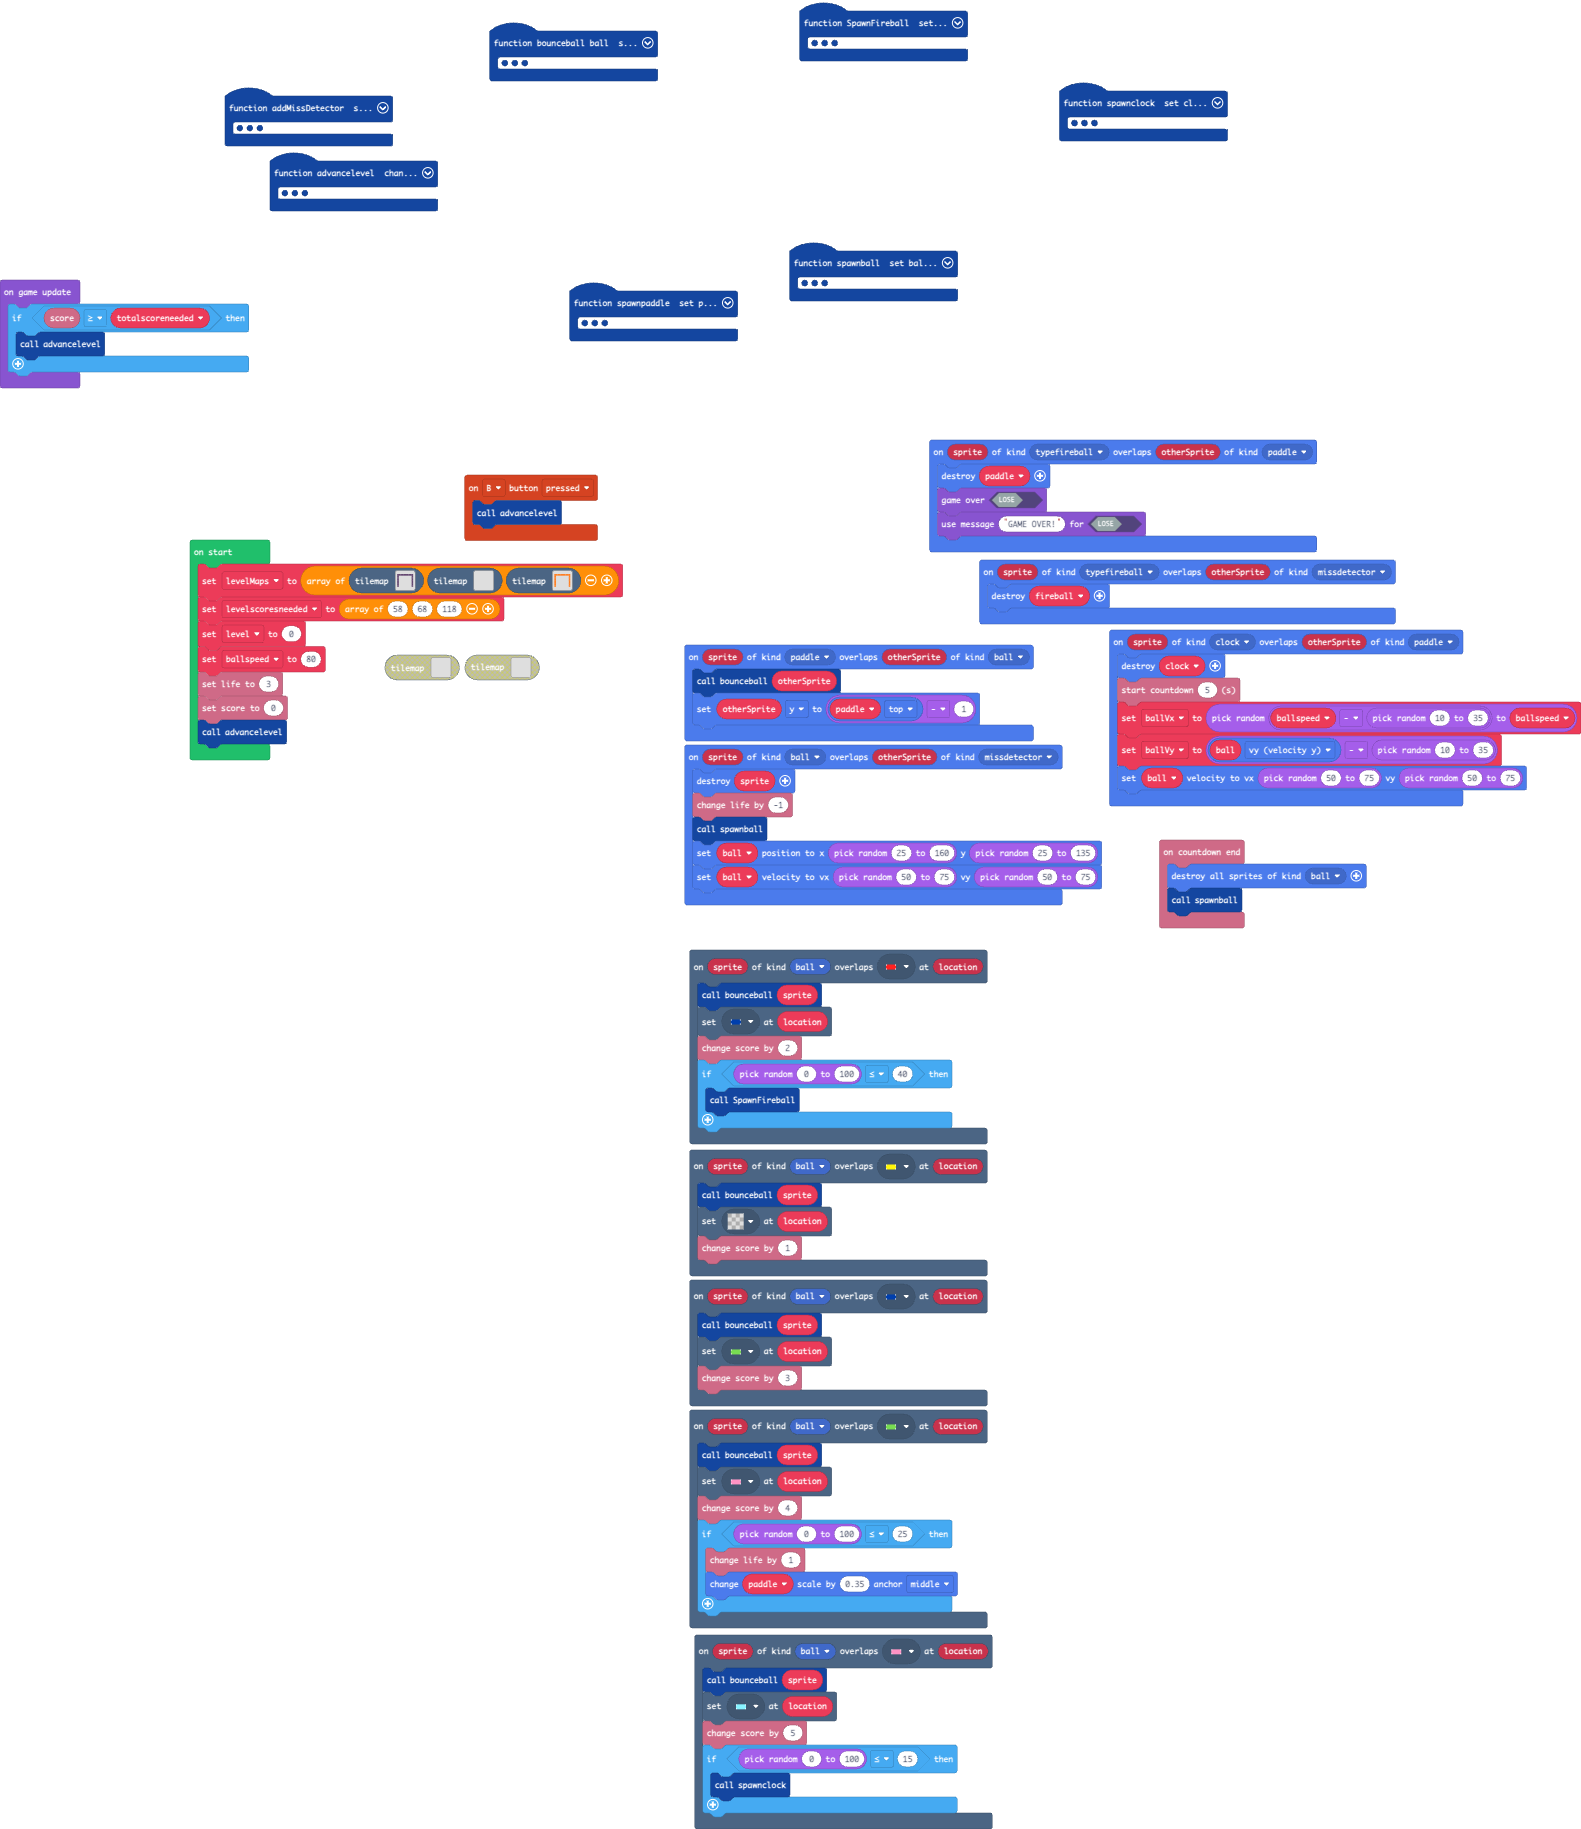 function SpawnFireball set...
function bounceball ball s...
function addMissDetector s...
function spawnclock set cl...
function advancelevel chan...
function spawnball set bal...
function spawnpaddle set p...
on game update
if score ≥ totalscoreneeded then
call advancelevel
on B button pressed
call advancelevel
on start
set levelMaps to array of tilemap tilemap tilemap
set levelscoresneeded to array of 58 68 118
set level to 0
set ballspeed to 80
set life to 3
set score to 0
call advancelevel
tilemap tilemap
on sprite of kind typefireball overlaps otherSprite of kind paddle
destroy paddle
game over LOSE
use message "GAME OVER!" for LOSE
on sprite of kind typefireball overlaps otherSprite of kind missdetector
destroy fireball
on sprite of kind paddle overlaps otherSprite of kind ball
call bounceball otherSprite
set otherSprite y to paddle top - 1
on sprite of kind clock overlaps otherSprite of kind paddle
destroy clock
start countdown 5 (s)
set ballVx to pick random ballspeed - pick random 10 to 35 to ballspeed
set ballVy to ball vy (velocity y) - pick random 10 to 35
set ball velocity to vx pick random 50 to 75 vy pick random 50 to 75
on sprite of kind ball overlaps otherSprite of kind missdetector
destroy sprite
change life by -1
call spawnball
set ball position to x pick random 25 to 160 y pick random 25 to 135
set ball velocity to vx pick random 50 to 75 vy pick random 50 to 75
on countdown end
destroy all sprites of kind ball
call spawnball
on sprite of kind ball overlaps at location
call bounceball sprite
set at location
change score by 2
if pick random 0 to 100 ≤ 40 then
call SpawnFireball
on sprite of kind ball overlaps at location
call bounceball sprite
set at location
change score by 1
on sprite of kind ball overlaps at location
call bounceball sprite
set at location
change score by 3
on sprite of kind ball overlaps at location
call bounceball sprite
set at location
change score by 4
if pick random 0 to 100 ≤ 25 then
change life by 1
change paddle scale by 0.35 anchor middle
on sprite of kind ball overlaps at location
call bounceball sprite
set at location
change score by 5
if pick random 0 to 100 ≤ 15 then
call spawnclock